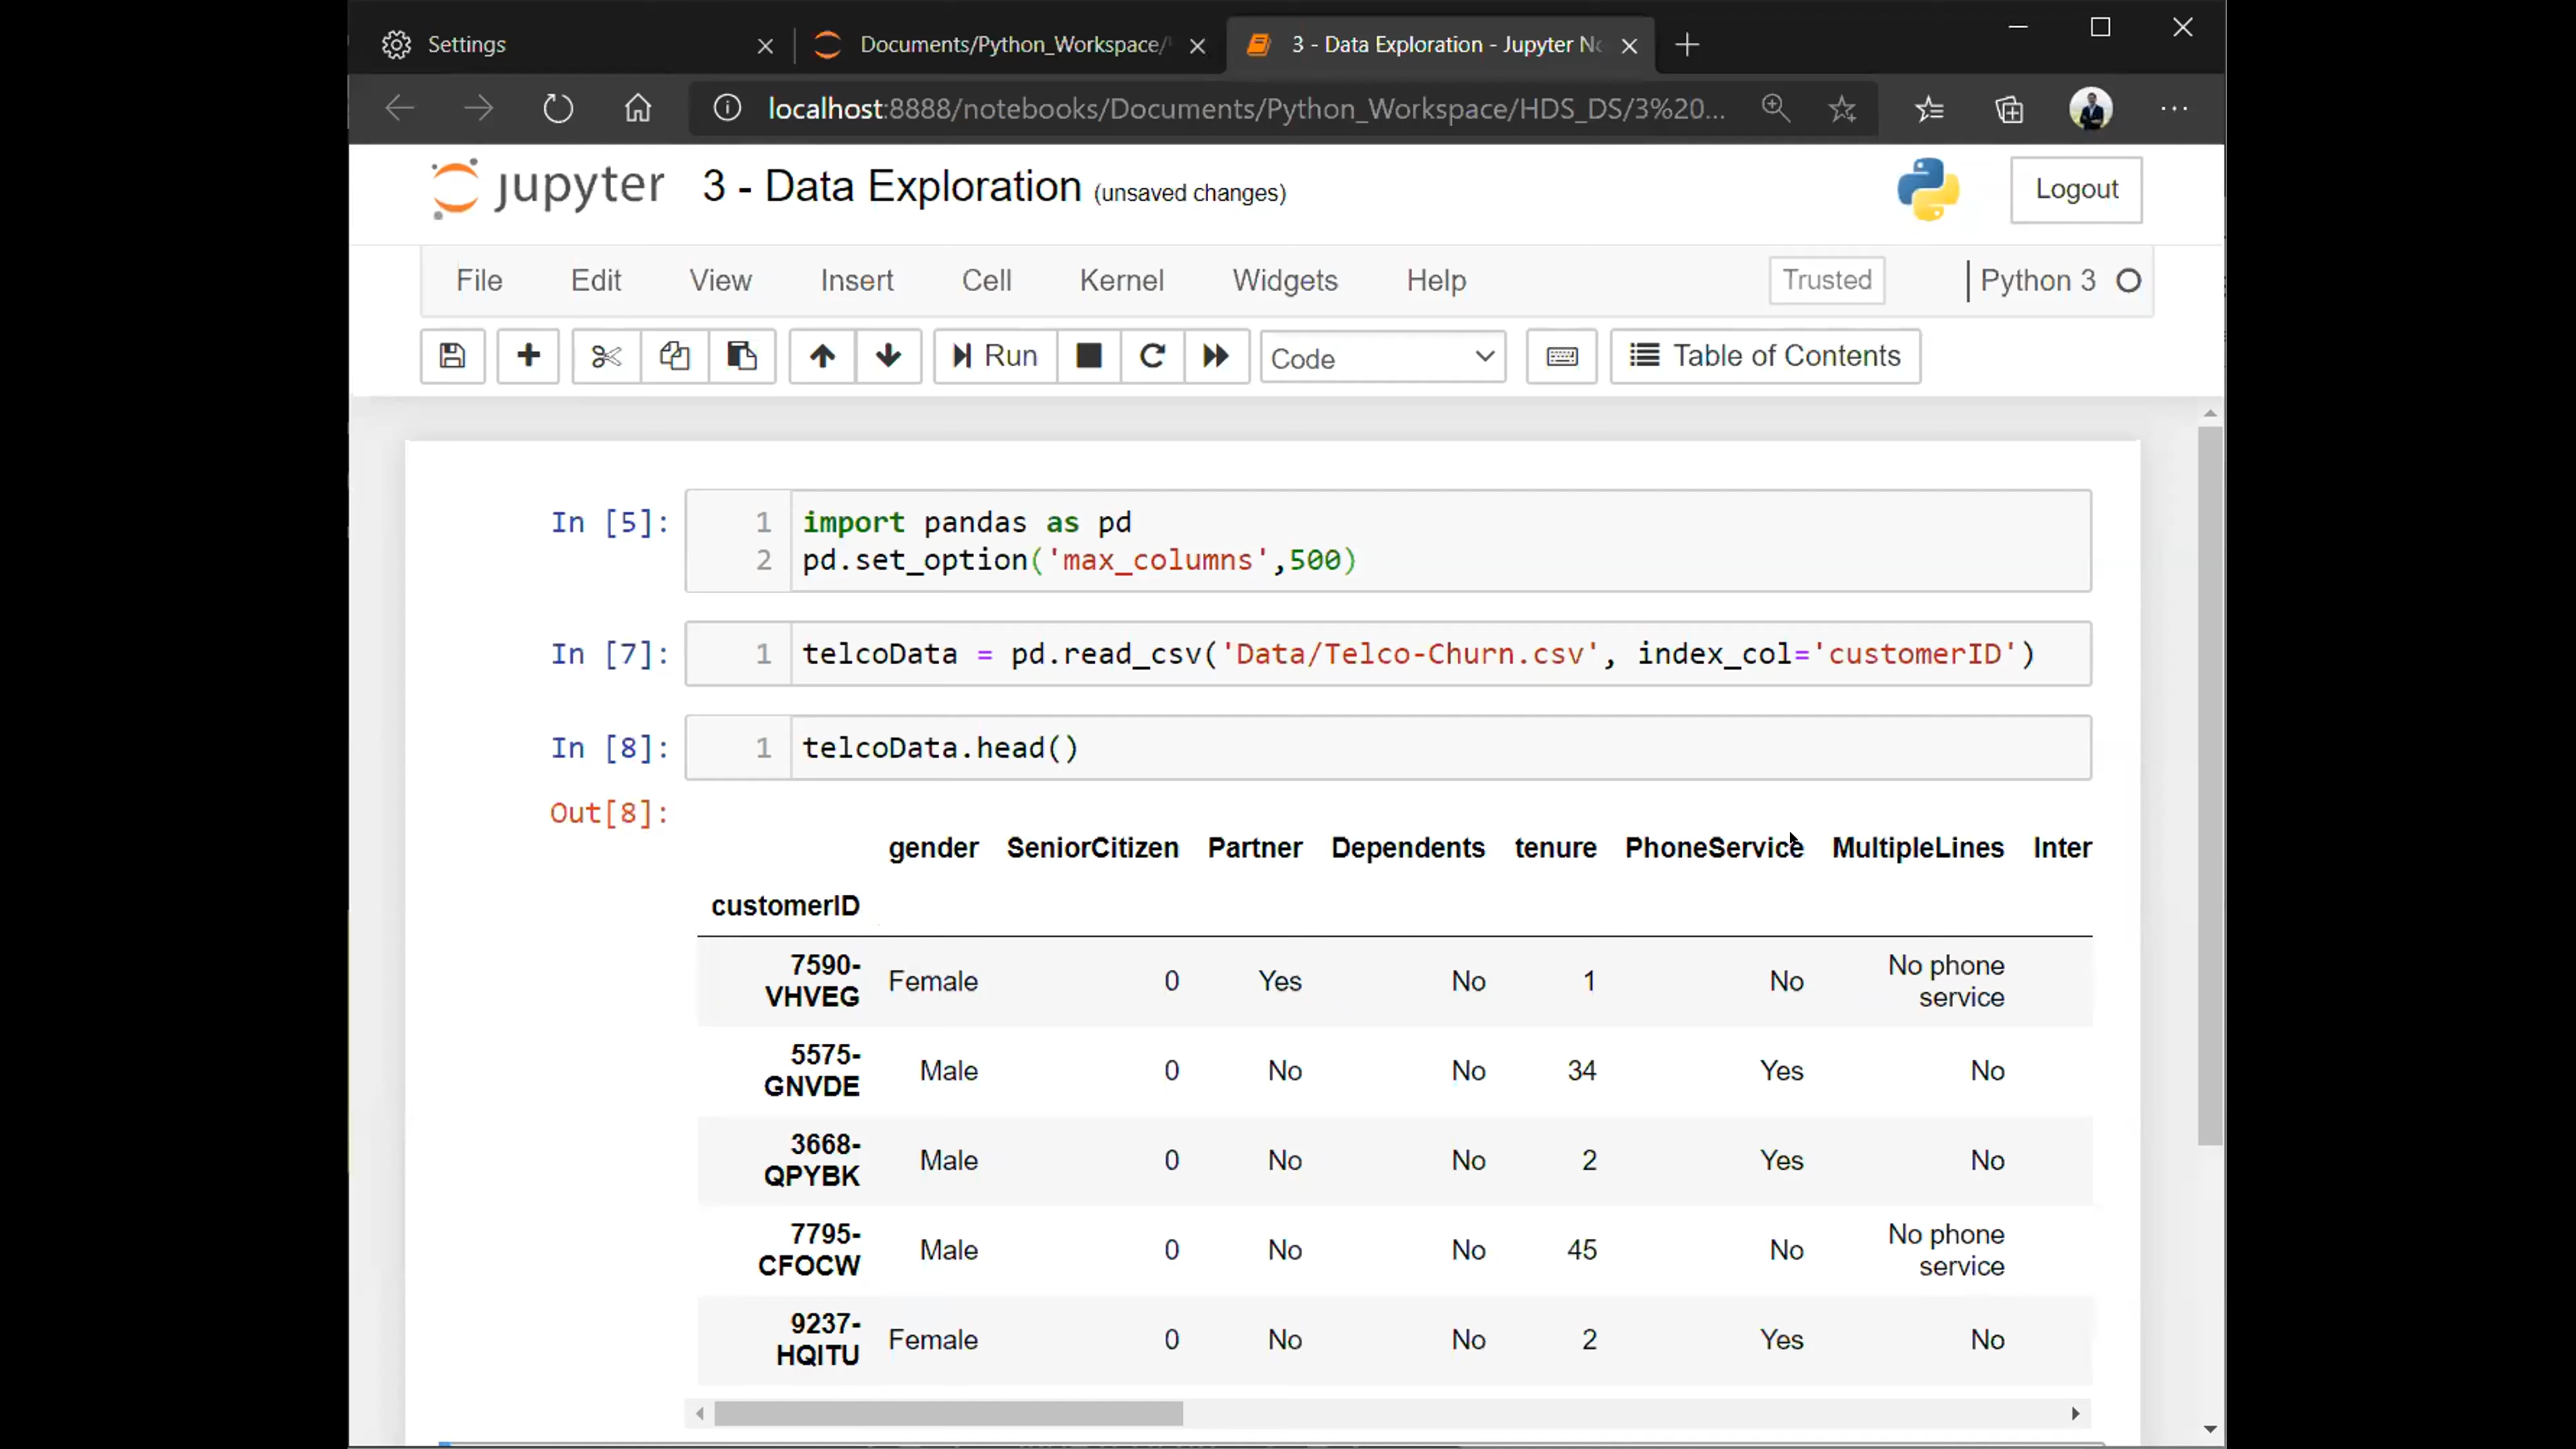 Settings
Documents/Python_Workspace/
3 - Data Exploration - Jupyter No
localhost:8888/notebooks/Documents/Python_Workspace/HDS_DS/3%20...
jupyter 3 - Data Exploration (unsaved changes) Logout
File Edit View Insert Cell Kernel Widgets Help Trusted Python 3
Run Code Table of Contents
In [5]: 1 import pandas as pd
2 pd.set_option('max_columns',500)
In [7]: 1 telcoData = pd.read_csv('Data/Telco-Churn.csv', index_col='customerID')
In [8]: 1 telcoData.head()
Out[8]:
gender SeniorCitizen Partner Dependents tenure PhoneService MultipleLines Inter
customerID
7590-
VHVEG Female 0 Yes No 1 No No phone
service
5575-
GNVDE Male 0 No No 34 Yes No
3668-
QPYBK Male 0 No No 2 Yes No
7795-
CFOCW Male 0 No No 45 No No phone
service
9237-
HQITU Female 0 No No 2 Yes No